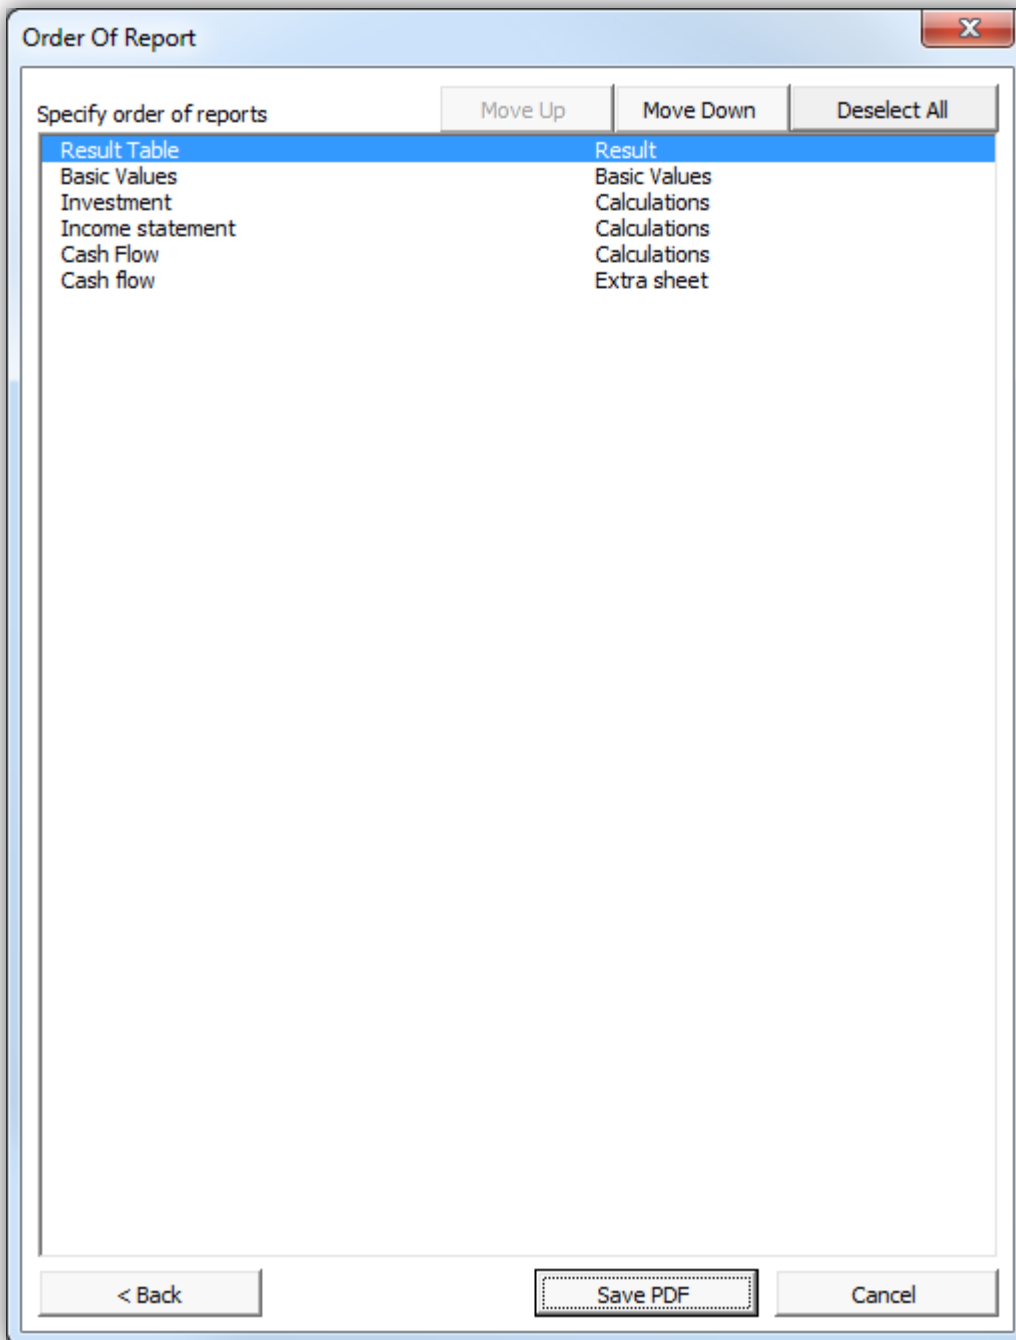 Order Of Report
X
Specify order of reports Move Up Move Down Deselect All
Result Table Result
Basic Values Basic Values
Investment Calculations
Income statement Calculations
Cash Flow Calculations
Cash flow Extra sheet
< Back Save PDF Cancel